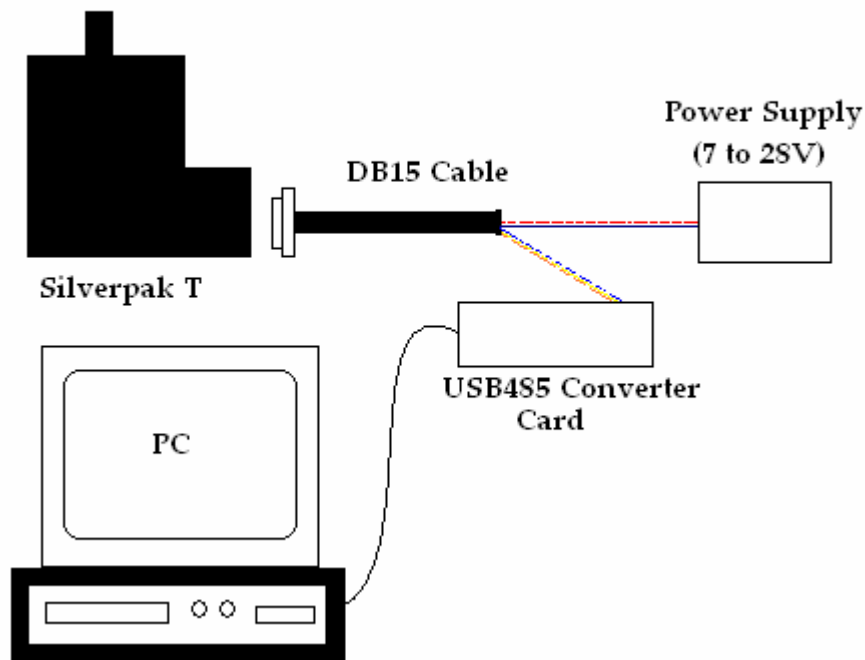 Power Supply
(7 to 28V)
DB15 Cable
Silverpak T
USB485 Converter
Card
PC